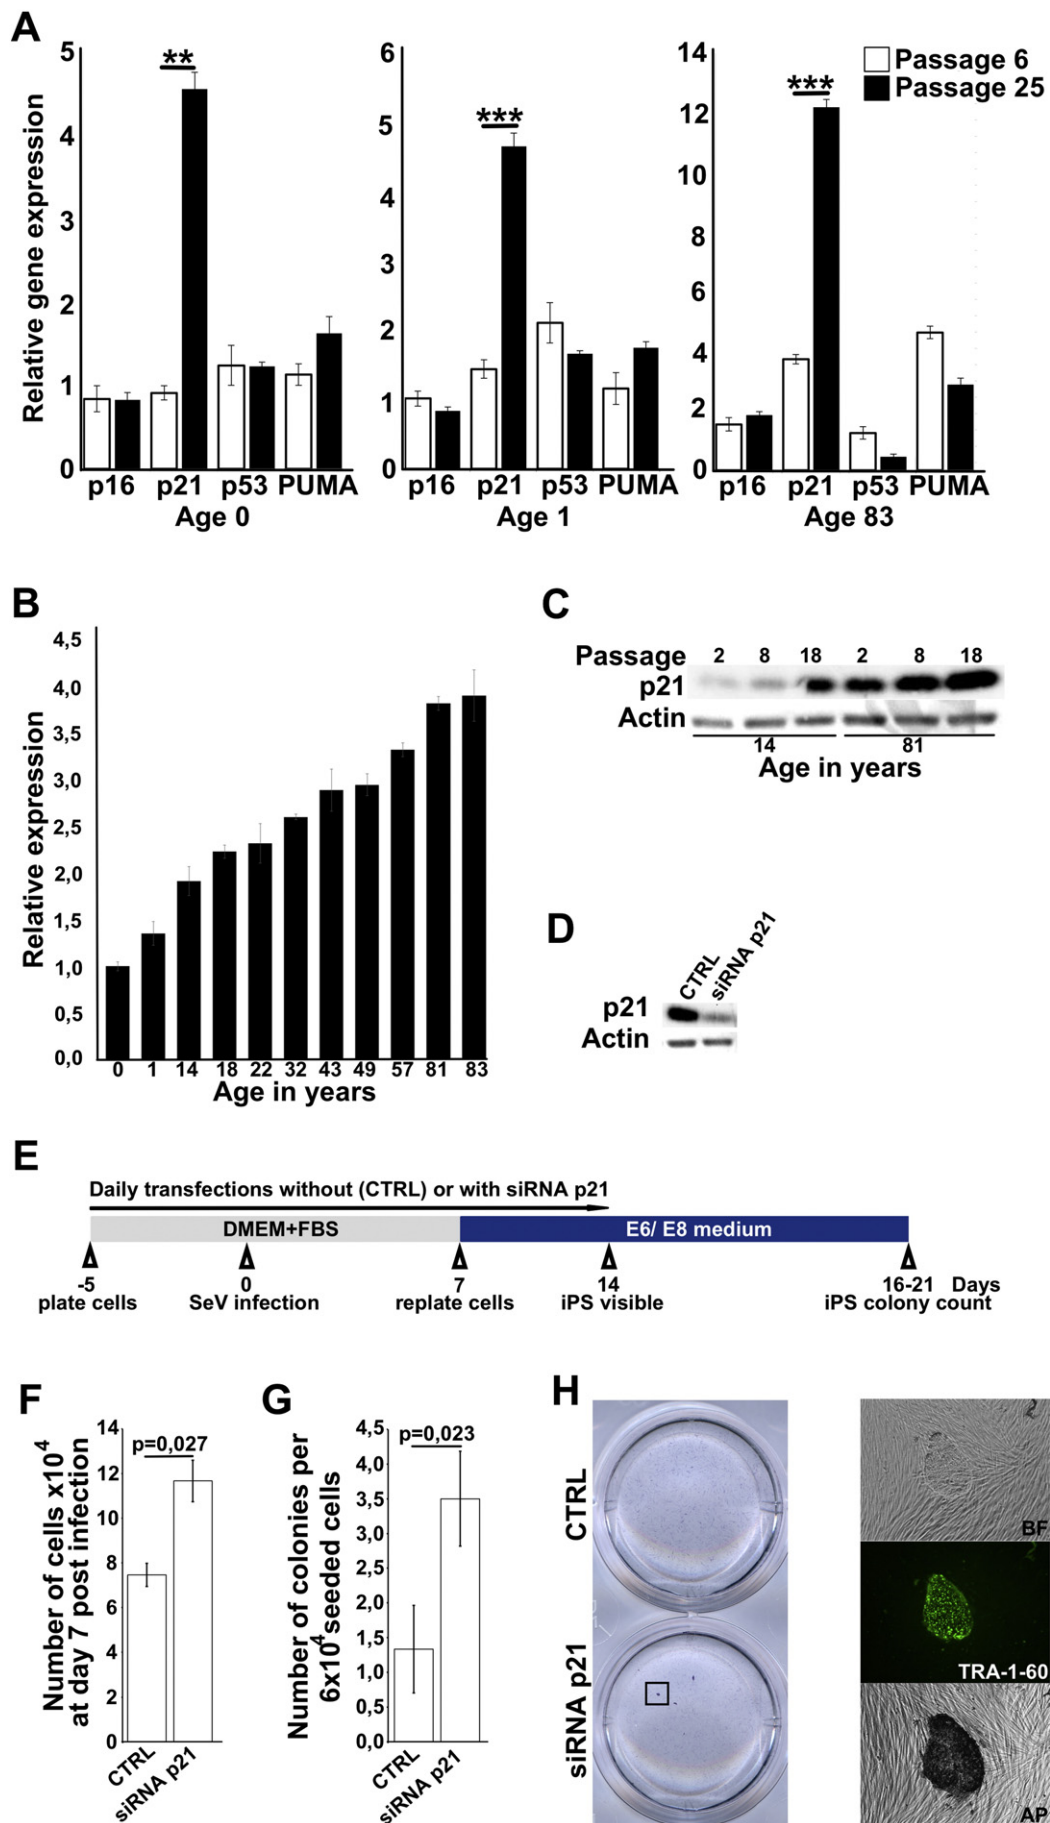 A
Relative gene expression
5
4
3
2
1
0
**
p16 p21 p53 PUMA
Age 0
6
5
4
3
2
1
0
***
p16 p21 p53 PUMA
Age 1
14
12
10
8
6
4
2
0
***
p16 p21 p53 PUMA
Age 83
Passage 6
Passage 25
B
Relative expression
4,5
4,0
3,5
3,0
2,5
2,0
1,5
1,0
0,5
0,0
0 1 14 18 22 32 43 49 57 81 83
Age in years
C
Passage 2 8 18 2 8 18
p21
Actin
14 81
Age in years
D
CTRL
siRNA p21
p21
Actin
E
Daily transfections without (CTRL) or with siRNA p21
DMEM+FBS
E6/ E8 medium
-5 0 7 14 16-21 Days
plate cells SeV infection replate cells iPS visible iPS colony count
F
Number of cells x10⁴
at day 7 post infection
14
12
10
8
6
4
2
0
p=0,027
CTRL
siRNA p21
G
Number of colonies per
6x10⁴ seeded cells
4,5
4,0
3,5
3,0
2,5
2,0
1,5
1,0
0,5
0,0
p=0,023
CTRL
siRNA p21
H
CTRL
siRNA p21
BF
TRA-1-60
AP